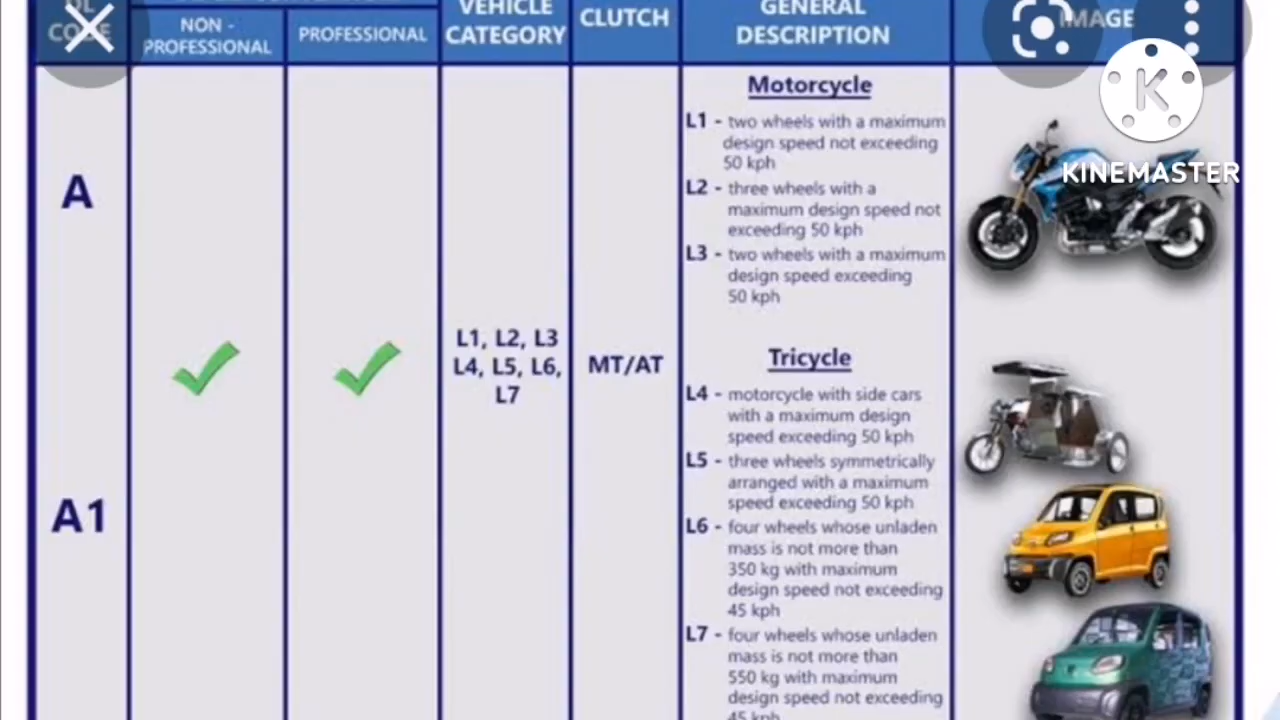 DL
CODE
NON -
PROFESSIONAL
PROFESSIONAL
VEHICLE
CATEGORY
CLUTCH
GENERAL
DESCRIPTION
IMAGE
K
KINEMASTER
A
A1
L1, L2, L3
L4, L5, L6,
L7
MT/AT
Motorcycle
L1 - two wheels with a maximum
design speed not exceeding
50 kph
L2 - three wheels with a
maximum design speed not
exceeding 50 kph
L3 - two wheels with a maximum
design speed exceeding
50 kph
Tricycle
L4 - motorcycle with side cars
with a maximum design
speed exceeding 50 kph
L5 - three wheels symmetrically
arranged with a maximum
speed exceeding 50 kph
L6 - four wheels whose unladen
mass is not more than
350 kg with maximum
design speed not exceeding
45 kph
L7 - four wheels whose unladen
mass is not more than
550 kg with maximum
design speed not exceeding
45 kph